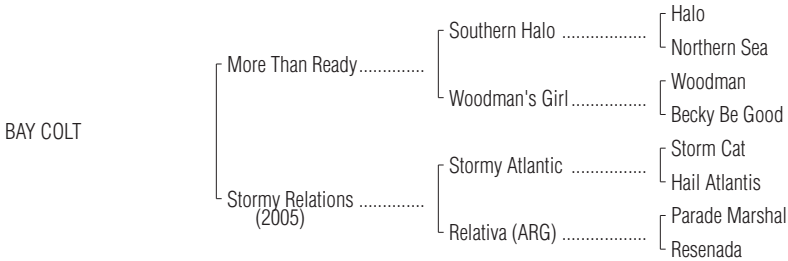 Halo
Southern Halo ..................
Northern Sea
More Than Ready..............
Woodman
Woodman's Girl................
Becky Be Good
BAY COLT
Storm Cat
Stormy Atlantic ................
Hail Atlantis
Stormy Relations ..............
(2005)
Parade Marshal
Relativa (ARG) ..................
Resenada